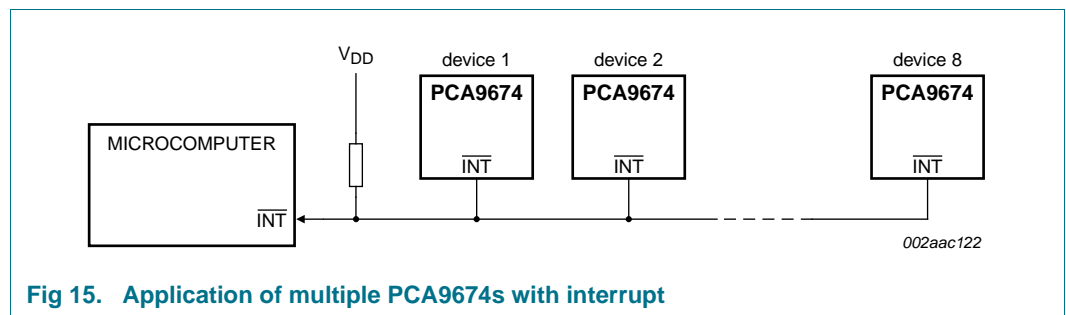 V_DD
device 1
device 2
device 8
PCA9674
PCA9674
PCA9674
MICROCOMPUTER
INT
INT
INT
INT
002aac122
Fig 15. Application of multiple PCA9674s with interrupt